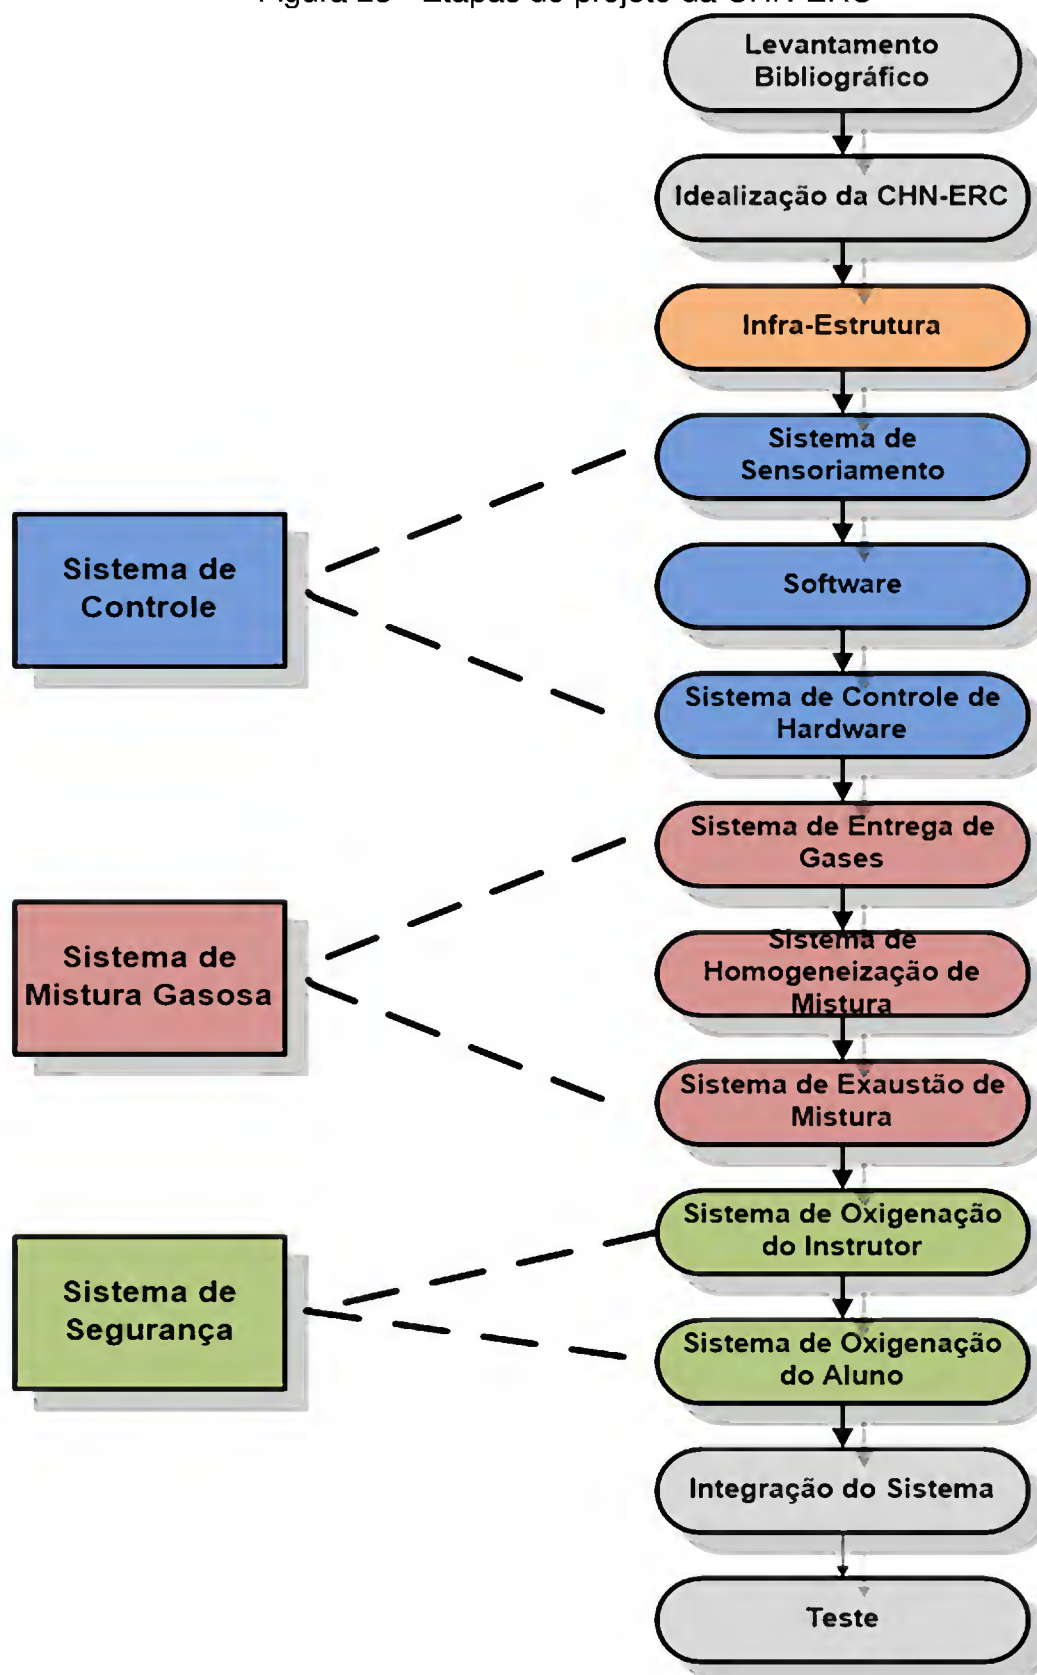 Levantamento
Bibliográfico
Idealização da CHN-ERC
Infra-Estrutura
Sistema de
Sensoriamento
Sistema de
Controle
Software
Sistema de Controle de
Hardware
Sistema de Entrega de
Gases
Sistema de
Mistura Gasosa
Sistema de
Homogeneização de
Mistura
Sistema de Exaustão de
Mistura
Sistema de Oxigenação
do Instrutor
Sistema de
Segurança
Sistema de Oxigenação
do Aluno
Integração do Sistema
Teste